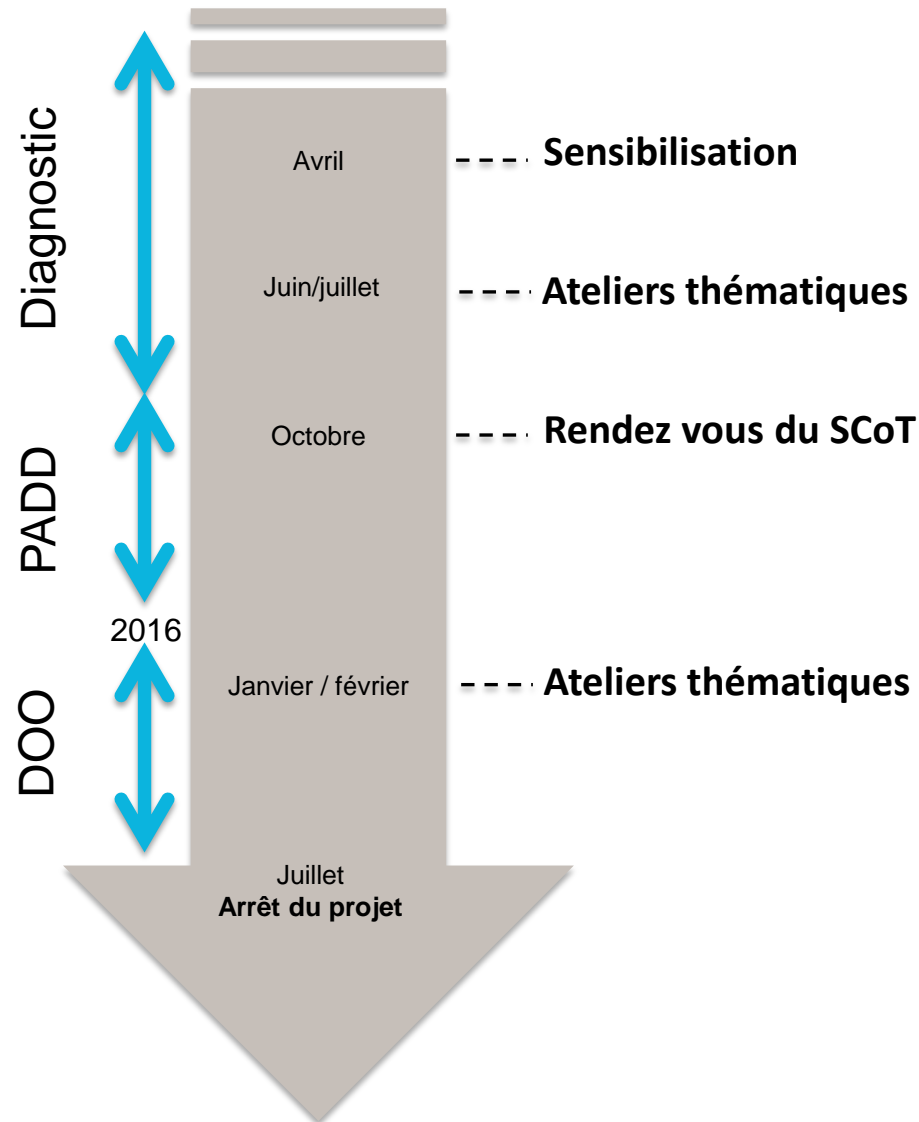 Diagnostic
Avril
Sensibilisation
Juin/juillet
Ateliers thématiques
PADD
Octobre
Rendez vous du SCoT
2016
DOO
Janvier / février
Ateliers thématiques
Juillet
Arrêt du projet